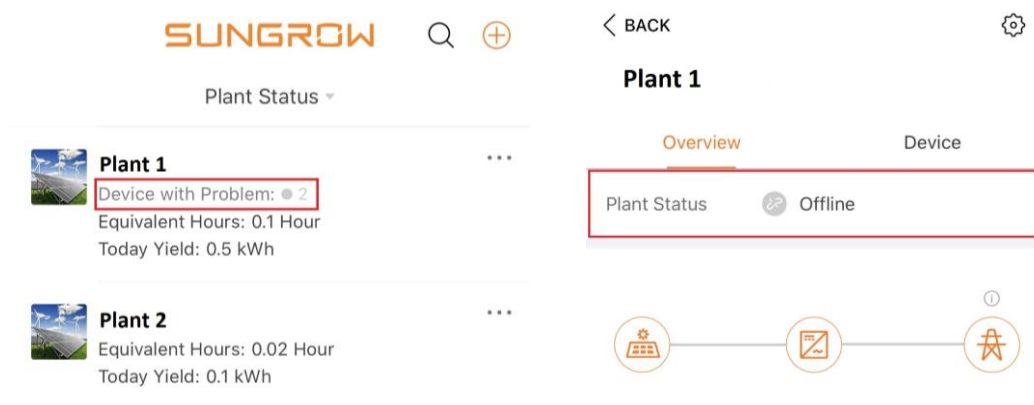 SUNGROW
Plant Status
Plant 1
Device with Problem: 2
Equivalent Hours: 0.1 Hour
Today Yield: 0.5 kWh
Plant 2
Equivalent Hours: 0.02 Hour
Today Yield: 0.1 kWh
BACK
Plant 1
Overview Device
Plant Status Offline